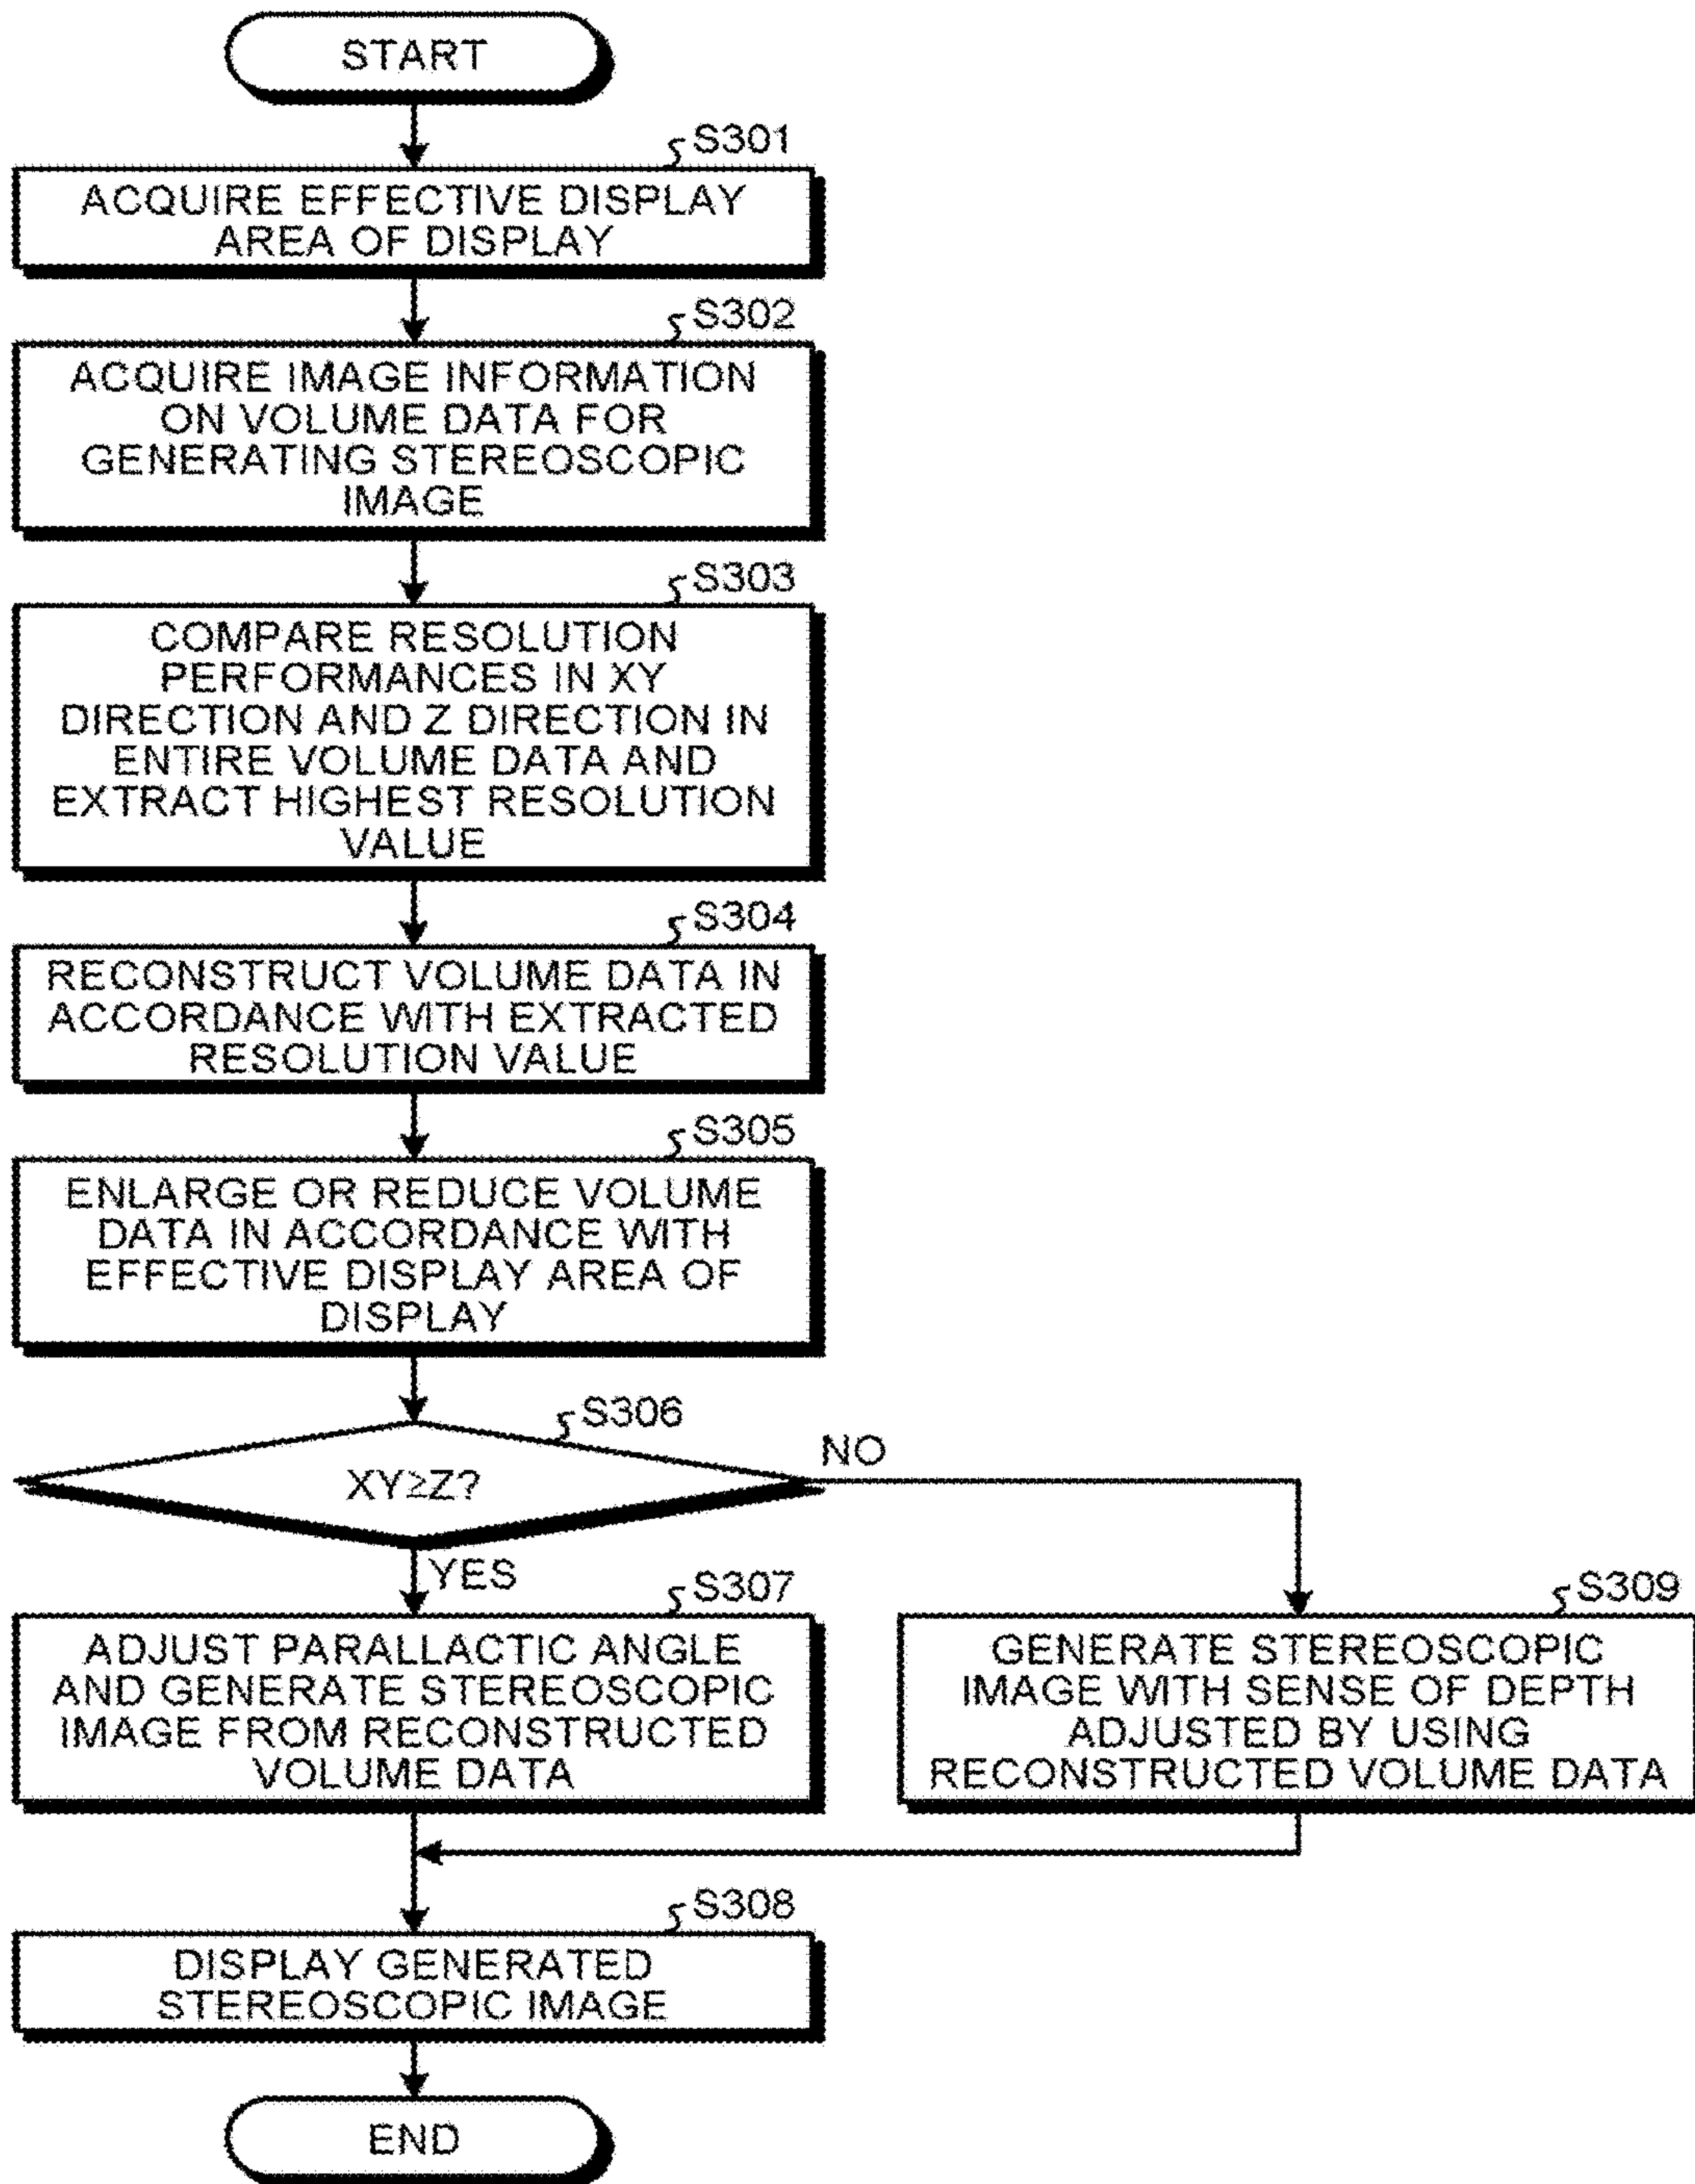 START
S301
ACQUIRE EFFECTIVE DISPLAY
AREA OF DISPLAY
S302
ACQUIRE IMAGE INFORMATION
ON VOLUME DATA FOR
GENERATING STEREOSCOPIC
IMAGE
S303
COMPARE RESOLUTION
PERFORMANCES IN XY
DIRECTION AND Z DIRECTION IN
ENTIRE VOLUME DATA AND
EXTRACT HIGHEST RESOLUTION
VALUE
S304
RECONSTRUCT VOLUME DATA IN
ACCORDANCE WITH EXTRACTED
RESOLUTION VALUE
S305
ENLARGE OR REDUCE VOLUME
DATA IN ACCORDANCE WITH
EFFECTIVE DISPLAY AREA OF
DISPLAY
S306
XY≥Z?
NO
YES
S307
ADJUST PARALLACTIC ANGLE
AND GENERATE STEREOSCOPIC
IMAGE FROM RECONSTRUCTED
VOLUME DATA
S309
GENERATE STEREOSCOPIC
IMAGE WITH SENSE OF DEPTH
ADJUSTED BY USING
RECONSTRUCTED VOLUME DATA
S308
DISPLAY GENERATED
STEREOSCOPIC IMAGE
END